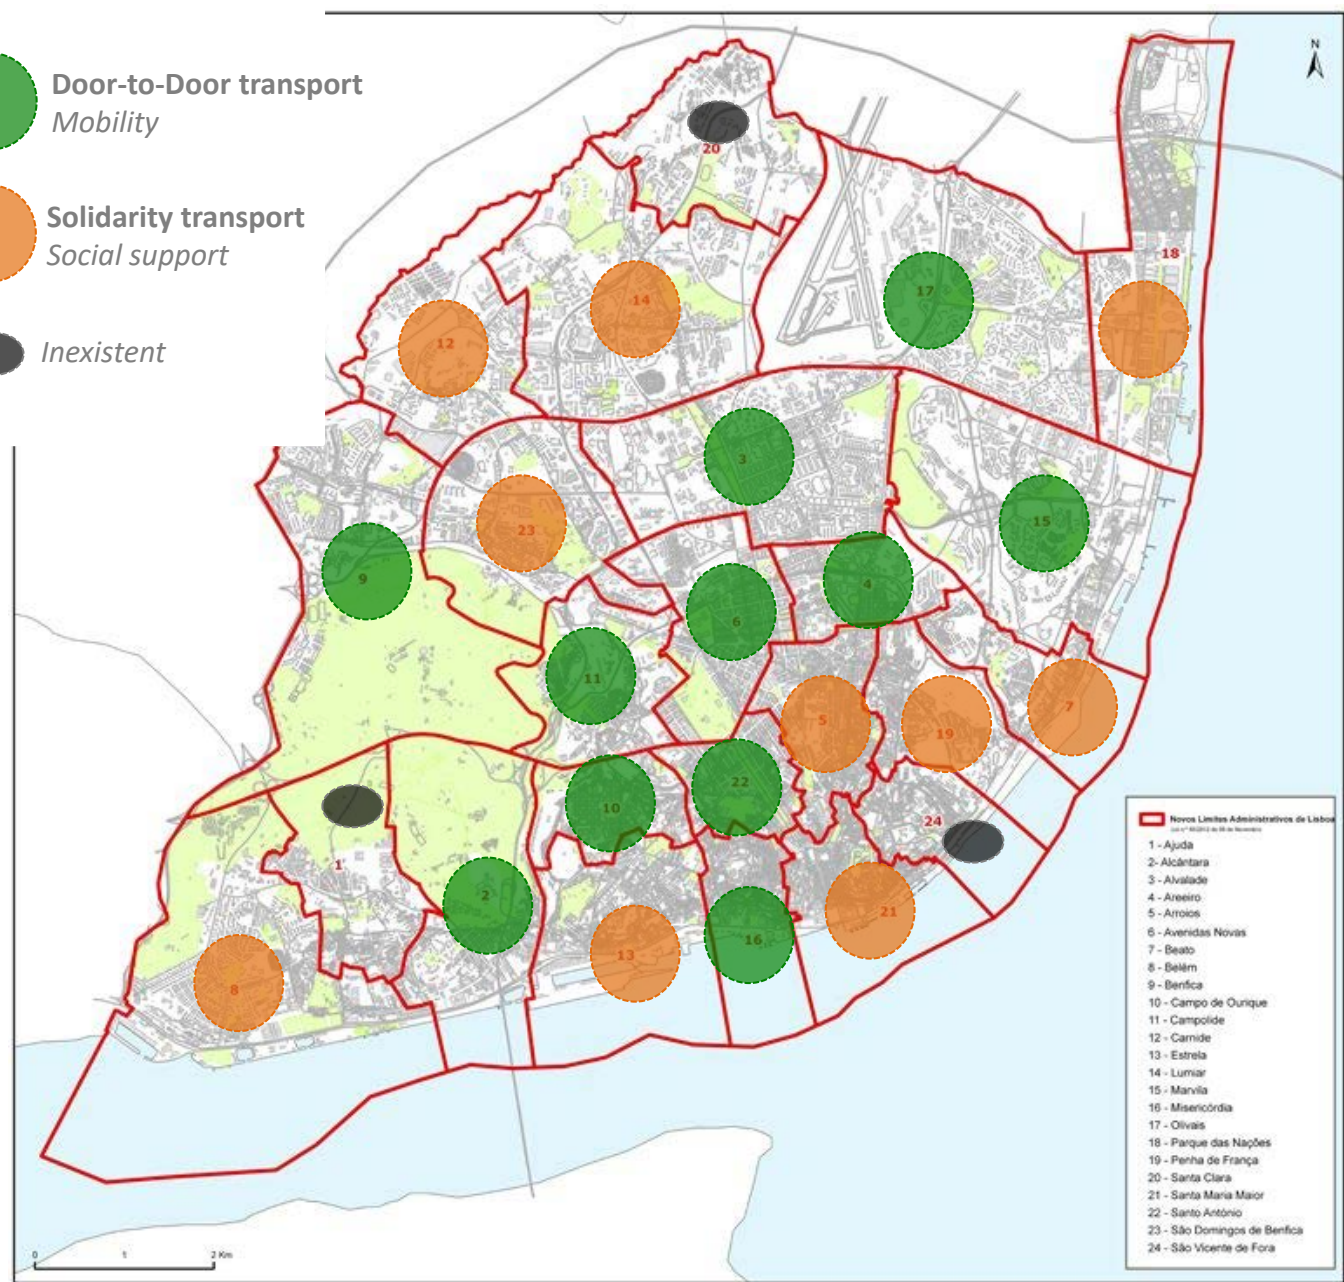 Door-to-Door transport
Mobility
Solidarity transport
Social support
Inexistent
N
20
18
17
14
12
3
23
15
9
4
6
11
5
19
7
22
10
24
1
2
21
16
13
8
Novos Limites Administrativos de Lisboa
1 - Ajuda
2- Alcântara
3 - Alvalade
4 - Areeiro
5 - Arroios
6 - Avenidas Novas
7 - Beato
8 - Belém
9 - Benfica
10 - Campo de Ourique
11 - Campolide
12 - Carnide
13 - Estrela
14 - Lumiar
15 - Marvila
16 - Misericórdia
17 - Olivais
18 - Parque das Nações
19 - Penha de França
20 - Santa Clara
21 - Santa Maria Maior
22 - Santo António
23 - São Domingos de Benfica
24 - São Vicente de Fora
0 1 2 Km